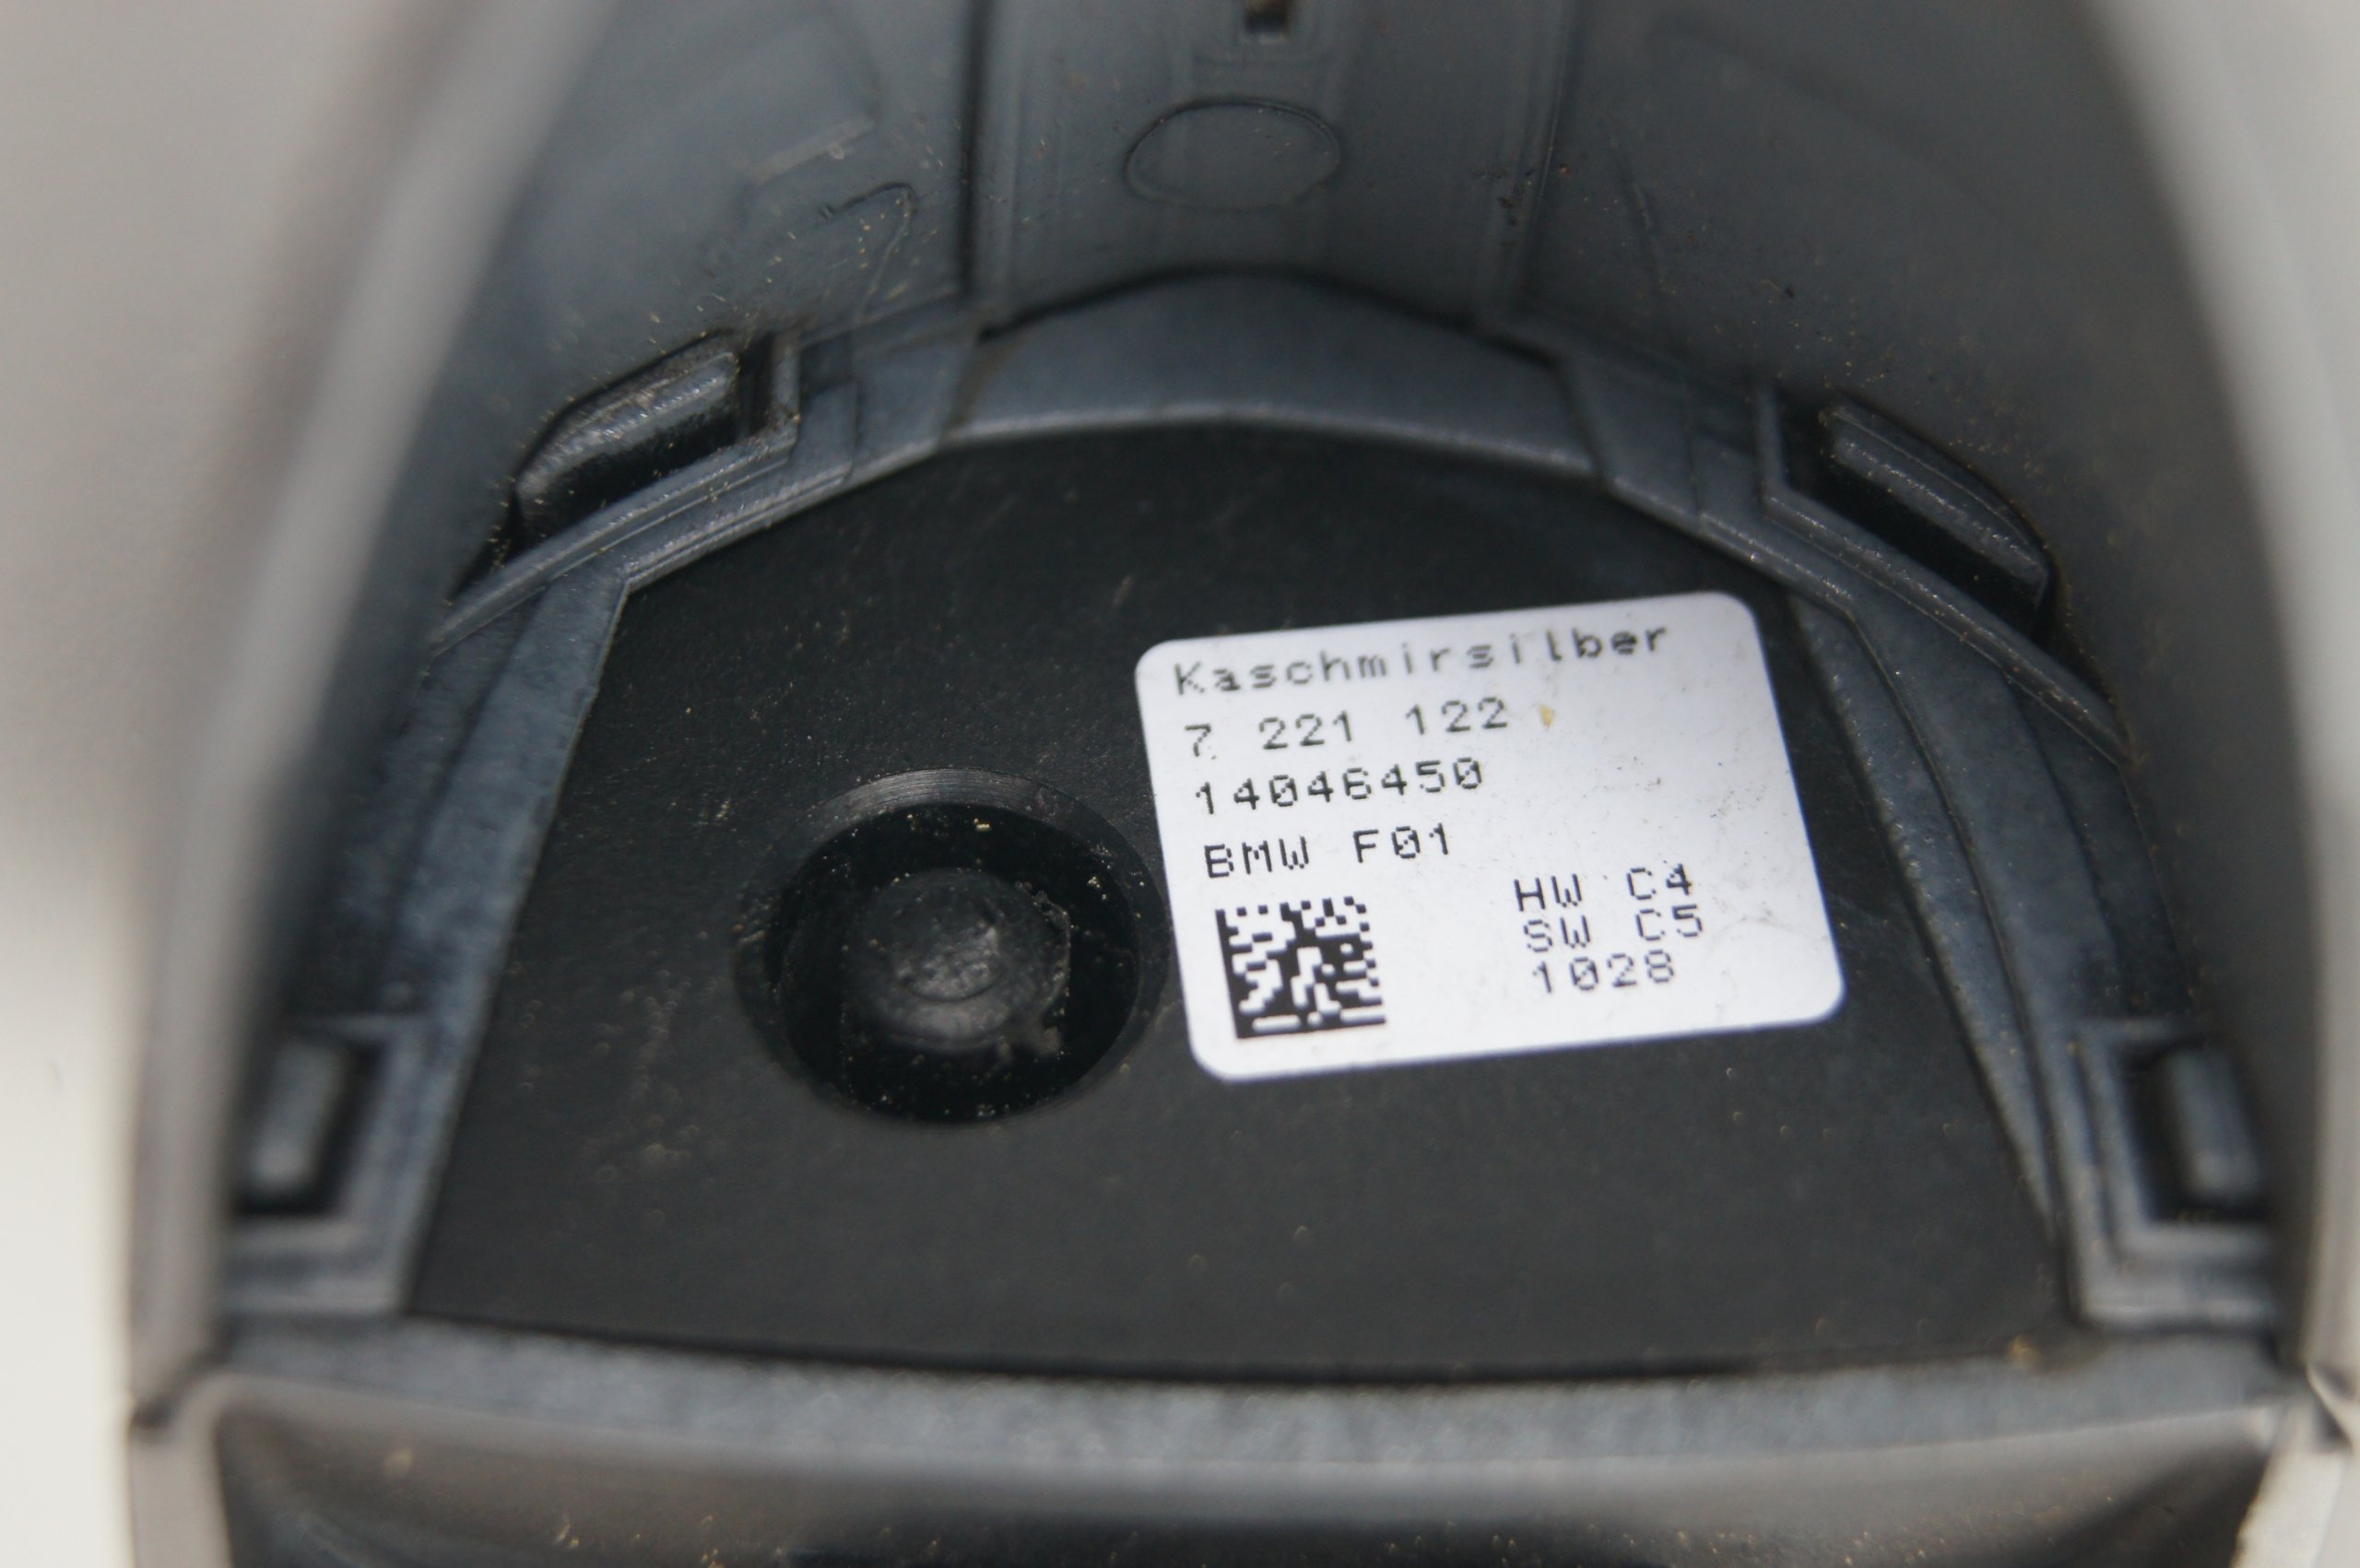 Kaschmirsilber
7 221 122
14046450
BMW F01
HW C4
SW C5
1028